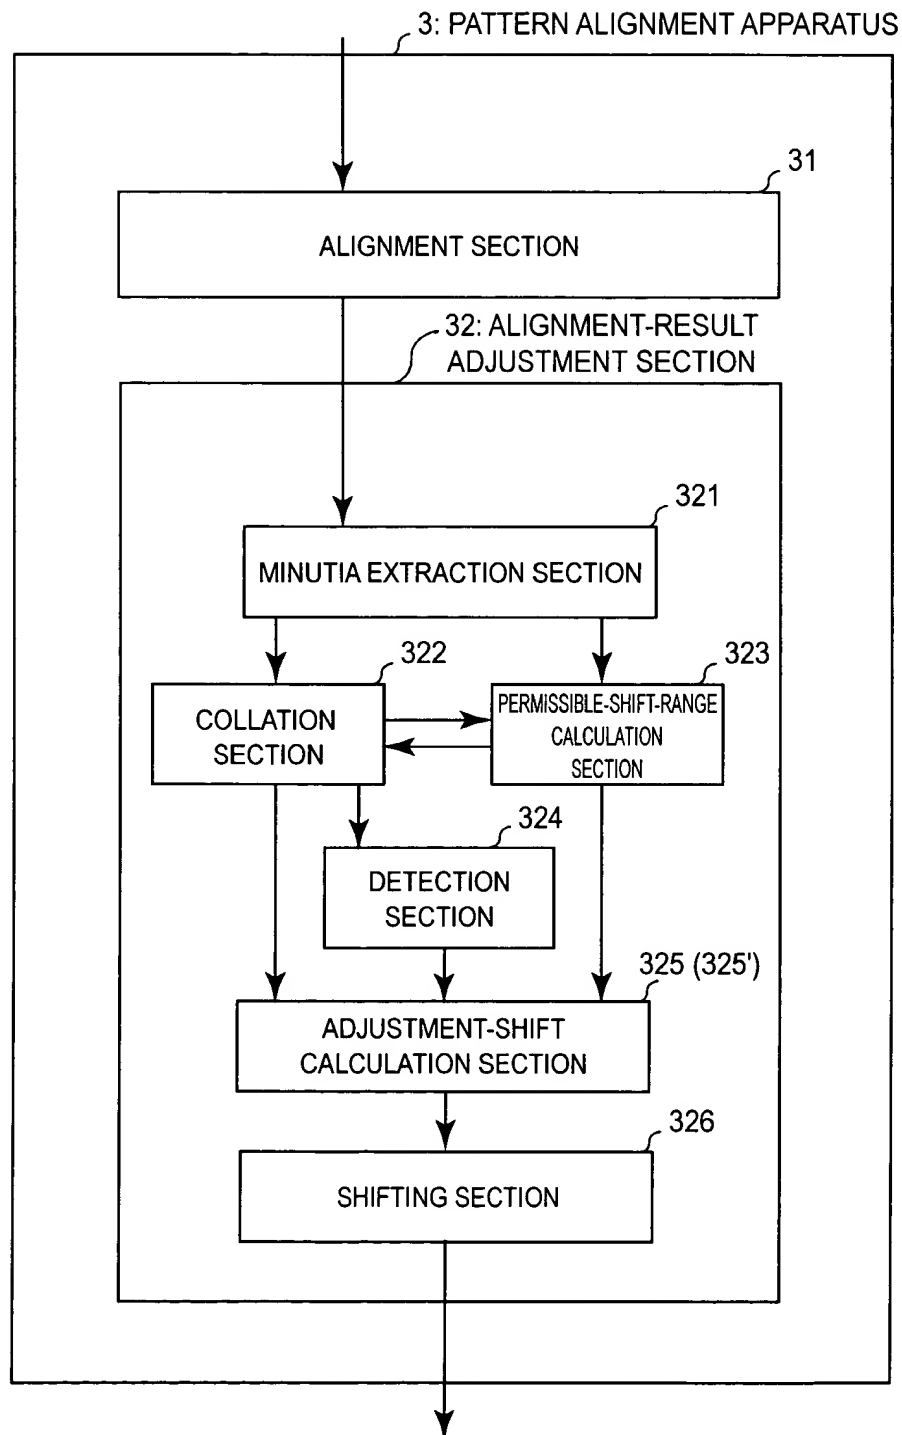 3: PATTERN ALIGNMENT APPARATUS
31
ALIGNMENT SECTION
32: ALIGNMENT-RESULT
ADJUSTMENT SECTION
321
MINUTIA EXTRACTION SECTION
322
COLLATION
SECTION
323
PERMISSIBLE-SHIFT-RANGE
CALCULATION
SECTION
324
DETECTION
SECTION
325 (325')
ADJUSTMENT-SHIFT
CALCULATION SECTION
326
SHIFTING SECTION